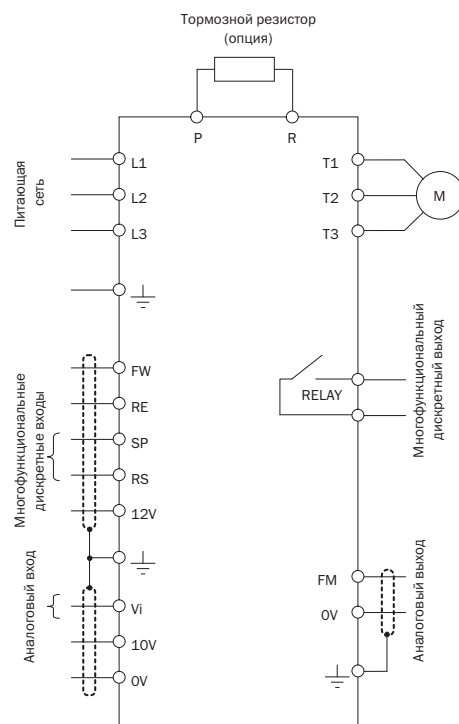 Тормозной резистор
(опция)
P
R
Питающая
сеть
L1
L2
L3
T1
T2
T3
M
Многофункциональные
дискретные входы
FW
RE
SP
RS
12V
RELAY
Многофункциональный
дискретный выход
Аналоговый вход
Vi
10V
0V
FM
0V
Аналоговый выход